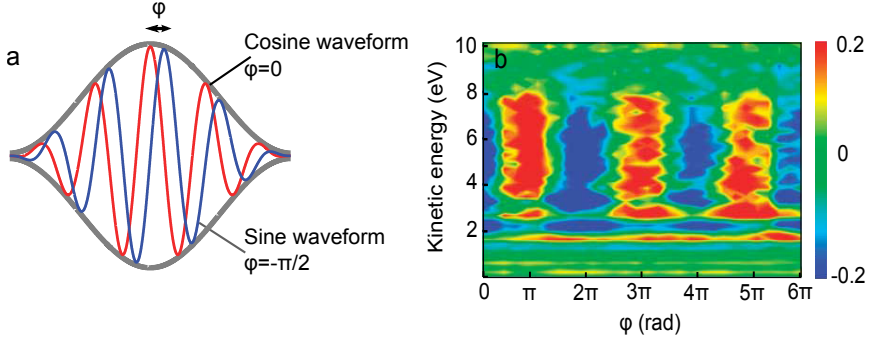 φ
a
Cosine waveform
φ=0
Sine waveform
φ=-π/2
b
10
8
6
4
2
Kinetic energy (eV)
0
π
2π
3π
4π
5π
6π
φ (rad)
0.2
0
-0.2